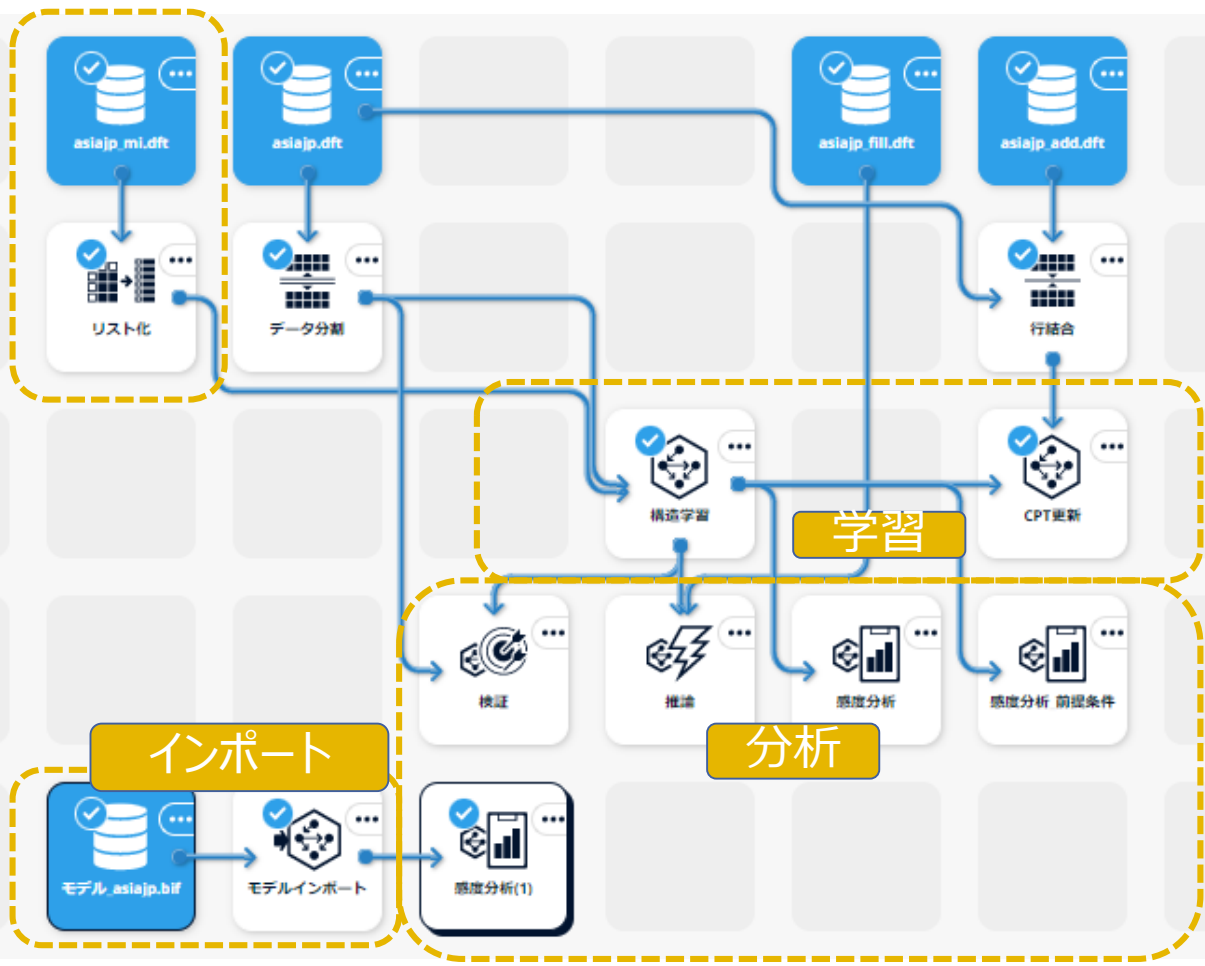 asiajp_mi.dft
asiajp.dft
asiajp_fill.dft
asiajp_add.dft
リスト化
データ分割
行結合
構造学習
CPT更新
学習
検証
推論
感度分析
感度分析 前提条件
インポート
分析
モデル_asiajp.bif
モデルインポート
感度分析(1)